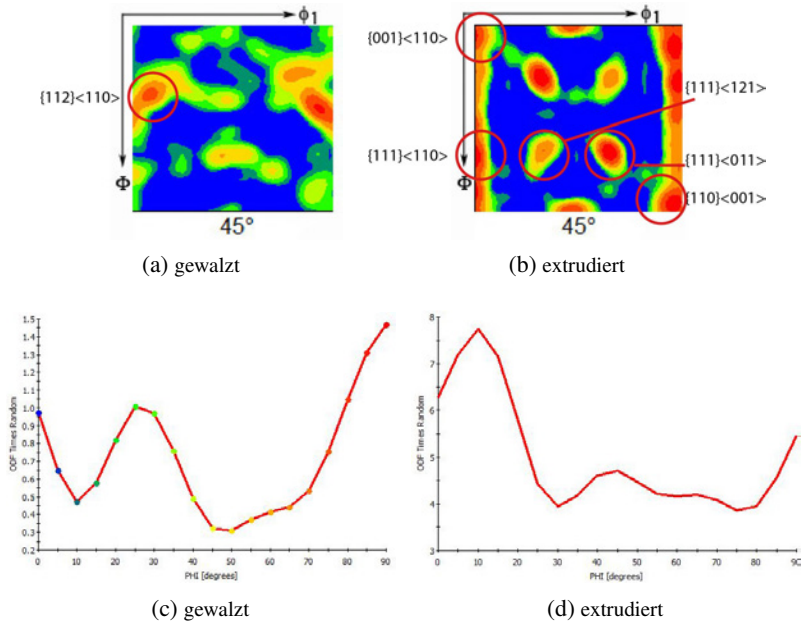 ϕ1
ϕ1
{001}<110>
{112}<110>
{111}<121>
{111}<110>
{111}<011>
Φ
Φ
{110}<001>
45°
45°
(a) gewalzt
(b) extrudiert
1.5
1.4
1.3
1.2
1.1
1.0
0.9
0.8
0.7
0.6
0.5
0.4
0.3
0.2
ODF Times Random
0 10 20 30 40 50 60 70 80 90
PHI [degrees]
8
7
6
5
4
3
ODF Times Random
0 10 20 30 40 50 60 70 80 90
PHI [degrees]
(c) gewalzt
(d) extrudiert